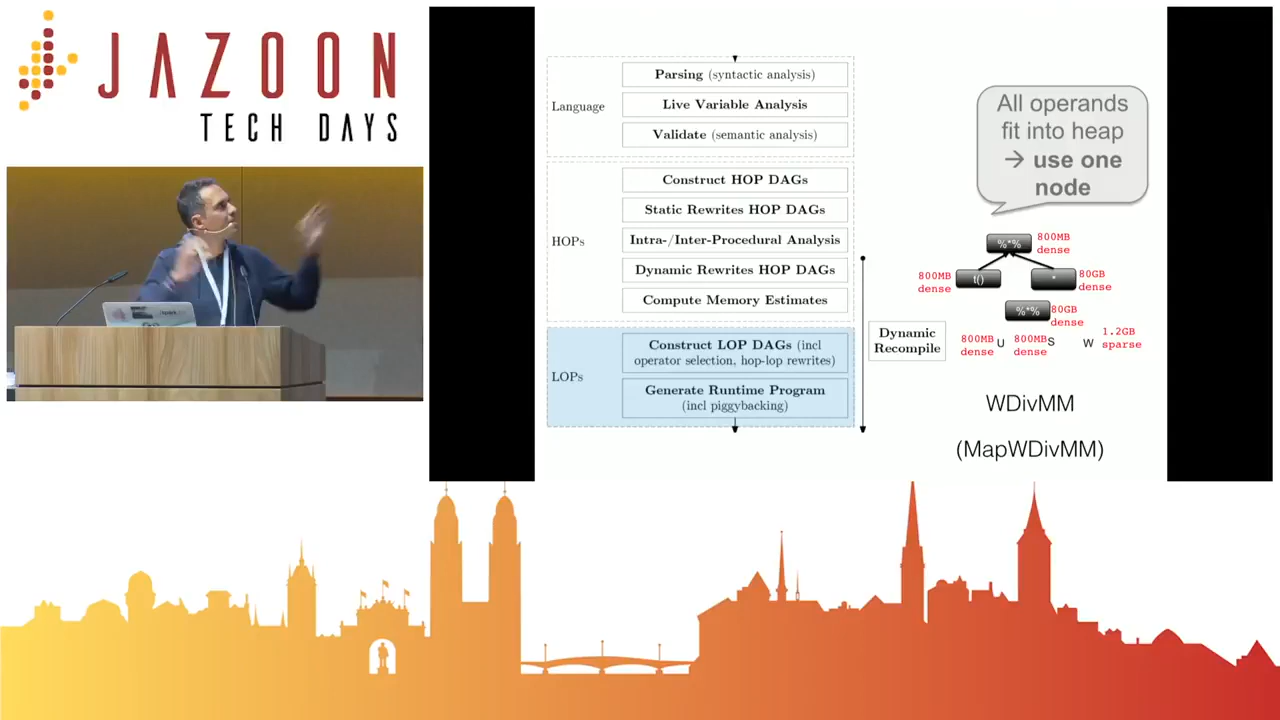 JAZOON
TECH DAYS
Language
Parsing (syntactic analysis)
Live Variable Analysis
Validate (semantic analysis)
HOPs
Construct HOP DAGs
Static Rewrites HOP DAGs
Intra-/Inter-Procedural Analysis
Dynamic Rewrites HOP DAGs
Compute Memory Estimates
LOPs
Construct LOP DAGs (incl
operator selection, hop-lop rewrites)
Generate Runtime Program
(incl piggybacking)
Dynamic
Recompile
All operands
fit into heap
→ use one
node
%*%
800MB
dense
800MB
dense
t()
*
80GB
dense
%*%
80GB
dense
800MB
dense
U
800MB
dense
S
W
1.2GB
sparse
WDivMM
(MapWDivMM)